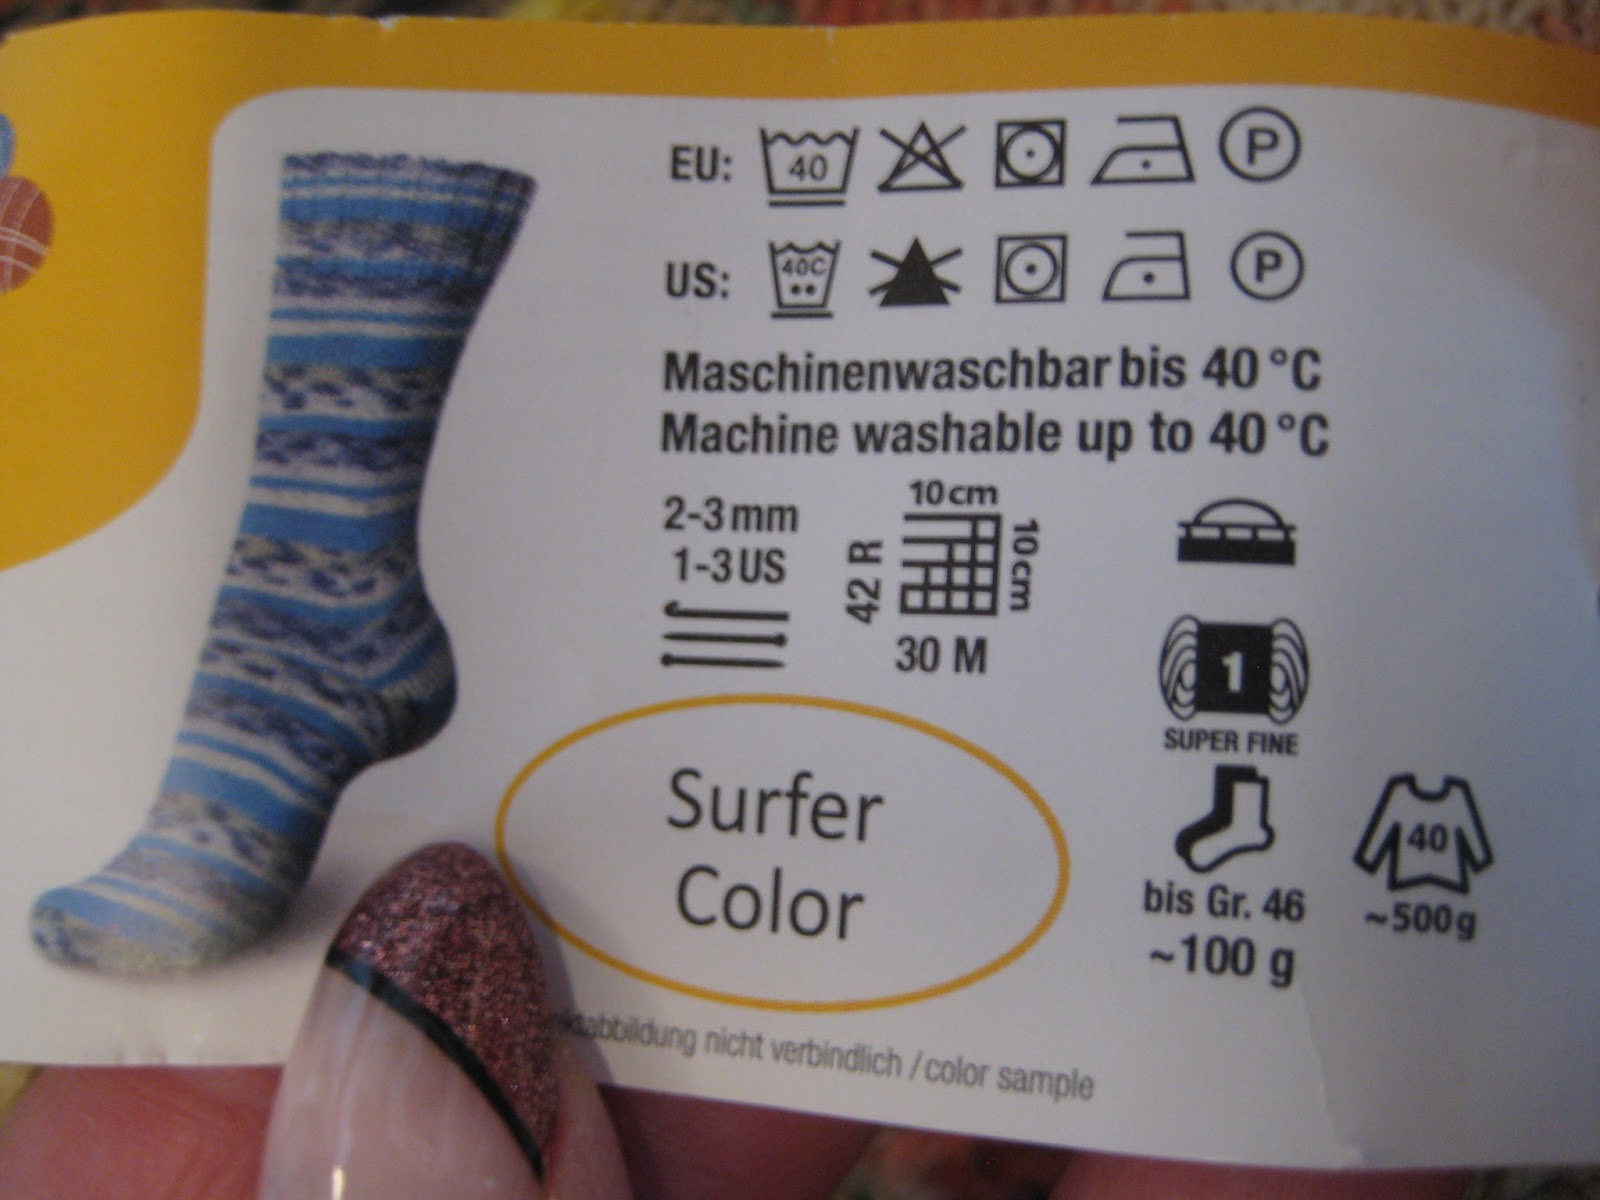 EU: 40 P
US: 40C P
Maschinenwaschbar bis 40 °C
Machine washable up to 40 °C
2-3 mm
1-3 US
10 cm
10 cm
42 R
30 M
1
SUPER FINE
Surfer
Color
bis Gr. 46
~100 g
40
~500 g
nicht verbindlich / color sample